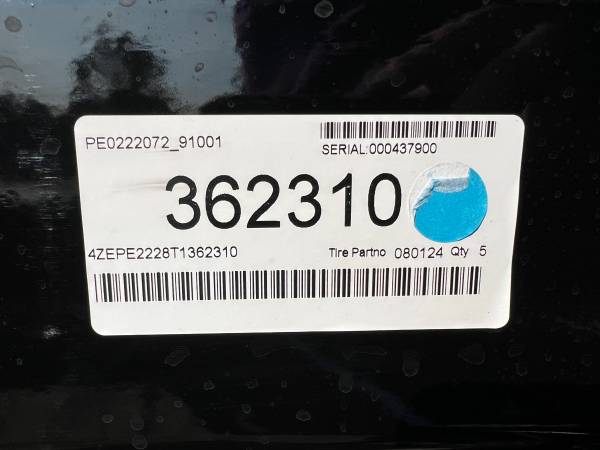 PE0222072_91001
SERIAL:000437900
362310
4ZEPE2228T1362310 Tire Partno 080124 Qty 5